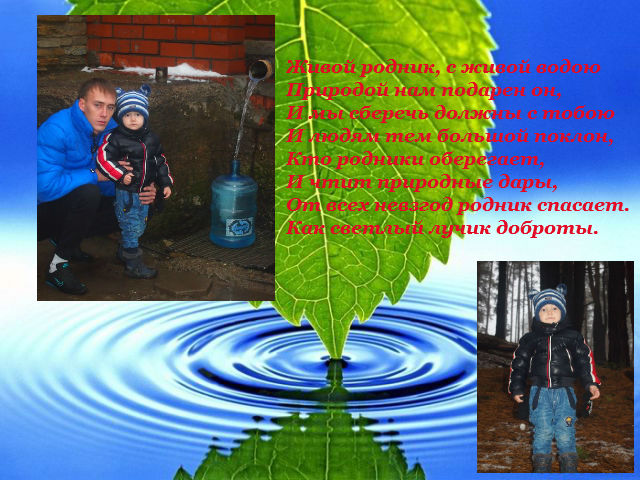 Живой родник, с живой водою
Природой нам подарен он,
И мы сберечь должны с тобою
И людям тем большой поклон,
Кто родники оберегает,
И чтит природные дары,
От всех невзгод родник спасает.
Как светлый лучик доброты.